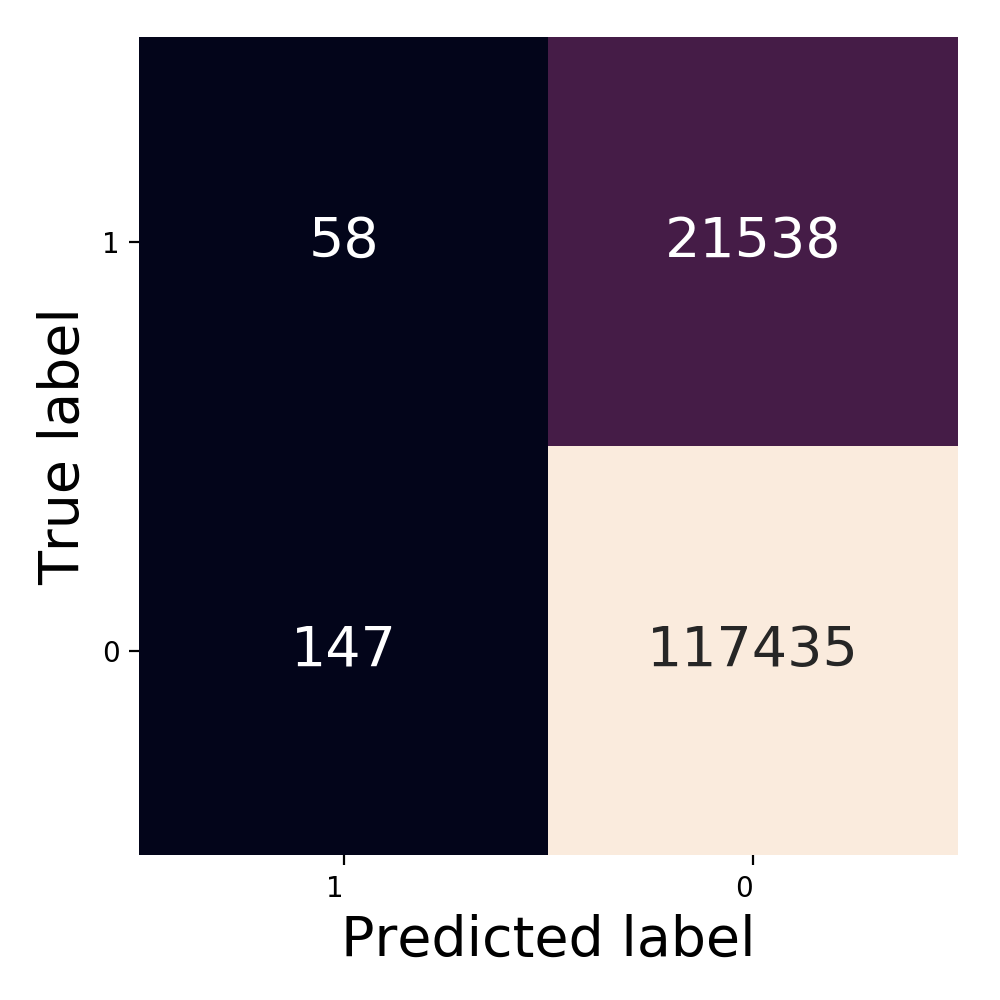 True label
1
58 21538
0
147 117435
1 0
Predicted label